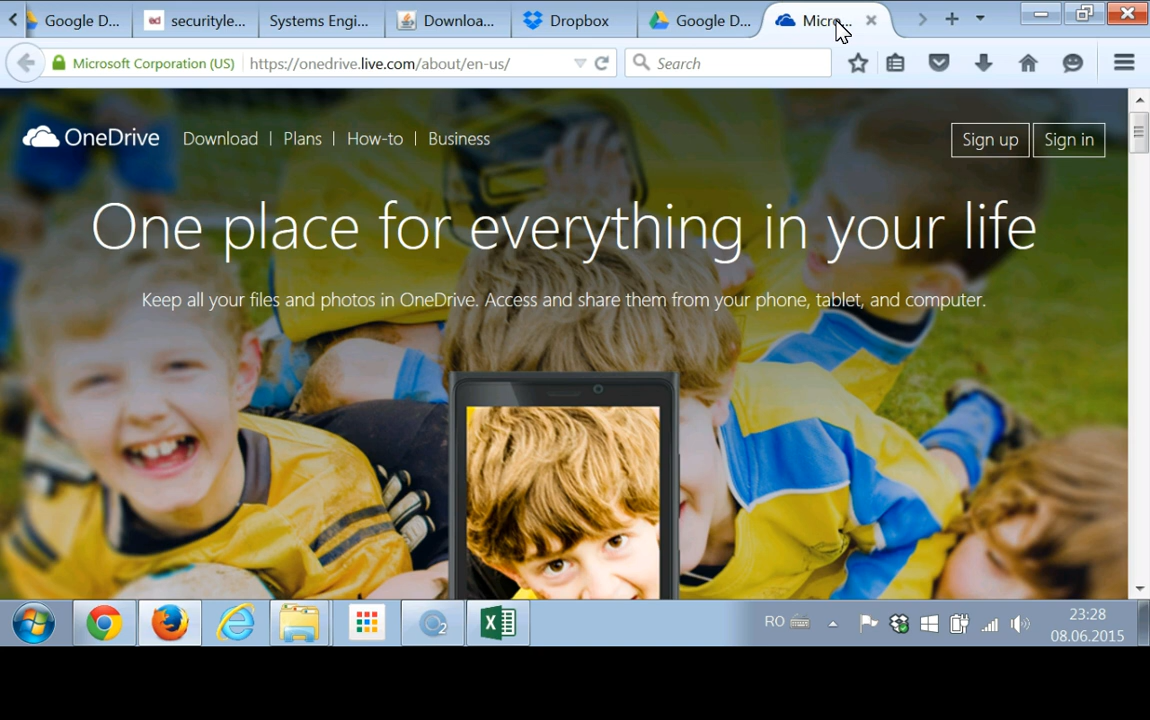 Google D...
securityle...
Systems Engi...
Downloa...
Dropbox
Google D...
Micro...
Microsoft Corporation (US)
https://onedrive.live.com/about/en-us/
Search
OneDrive
Download | Plans | How-to | Business
Sign up
Sign in
One place for everything in your life
Keep all your files and photos in OneDrive. Access and share them from your phone, tablet, and computer.
RO
23:28
08.06.2015